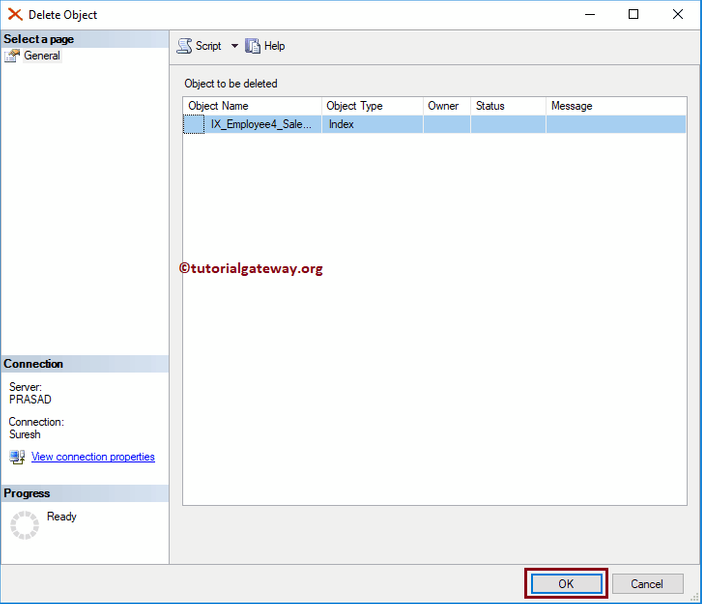 Delete Object
Select a page
General
Script
Help
Object to be deleted
Object Name Object Type Owner Status Message
IX_Employee4_Sale... Index
©tutorialgateway.org
Connection
Server:
PRASAD
Connection:
Suresh
View connection properties
Progress
Ready
OK
Cancel